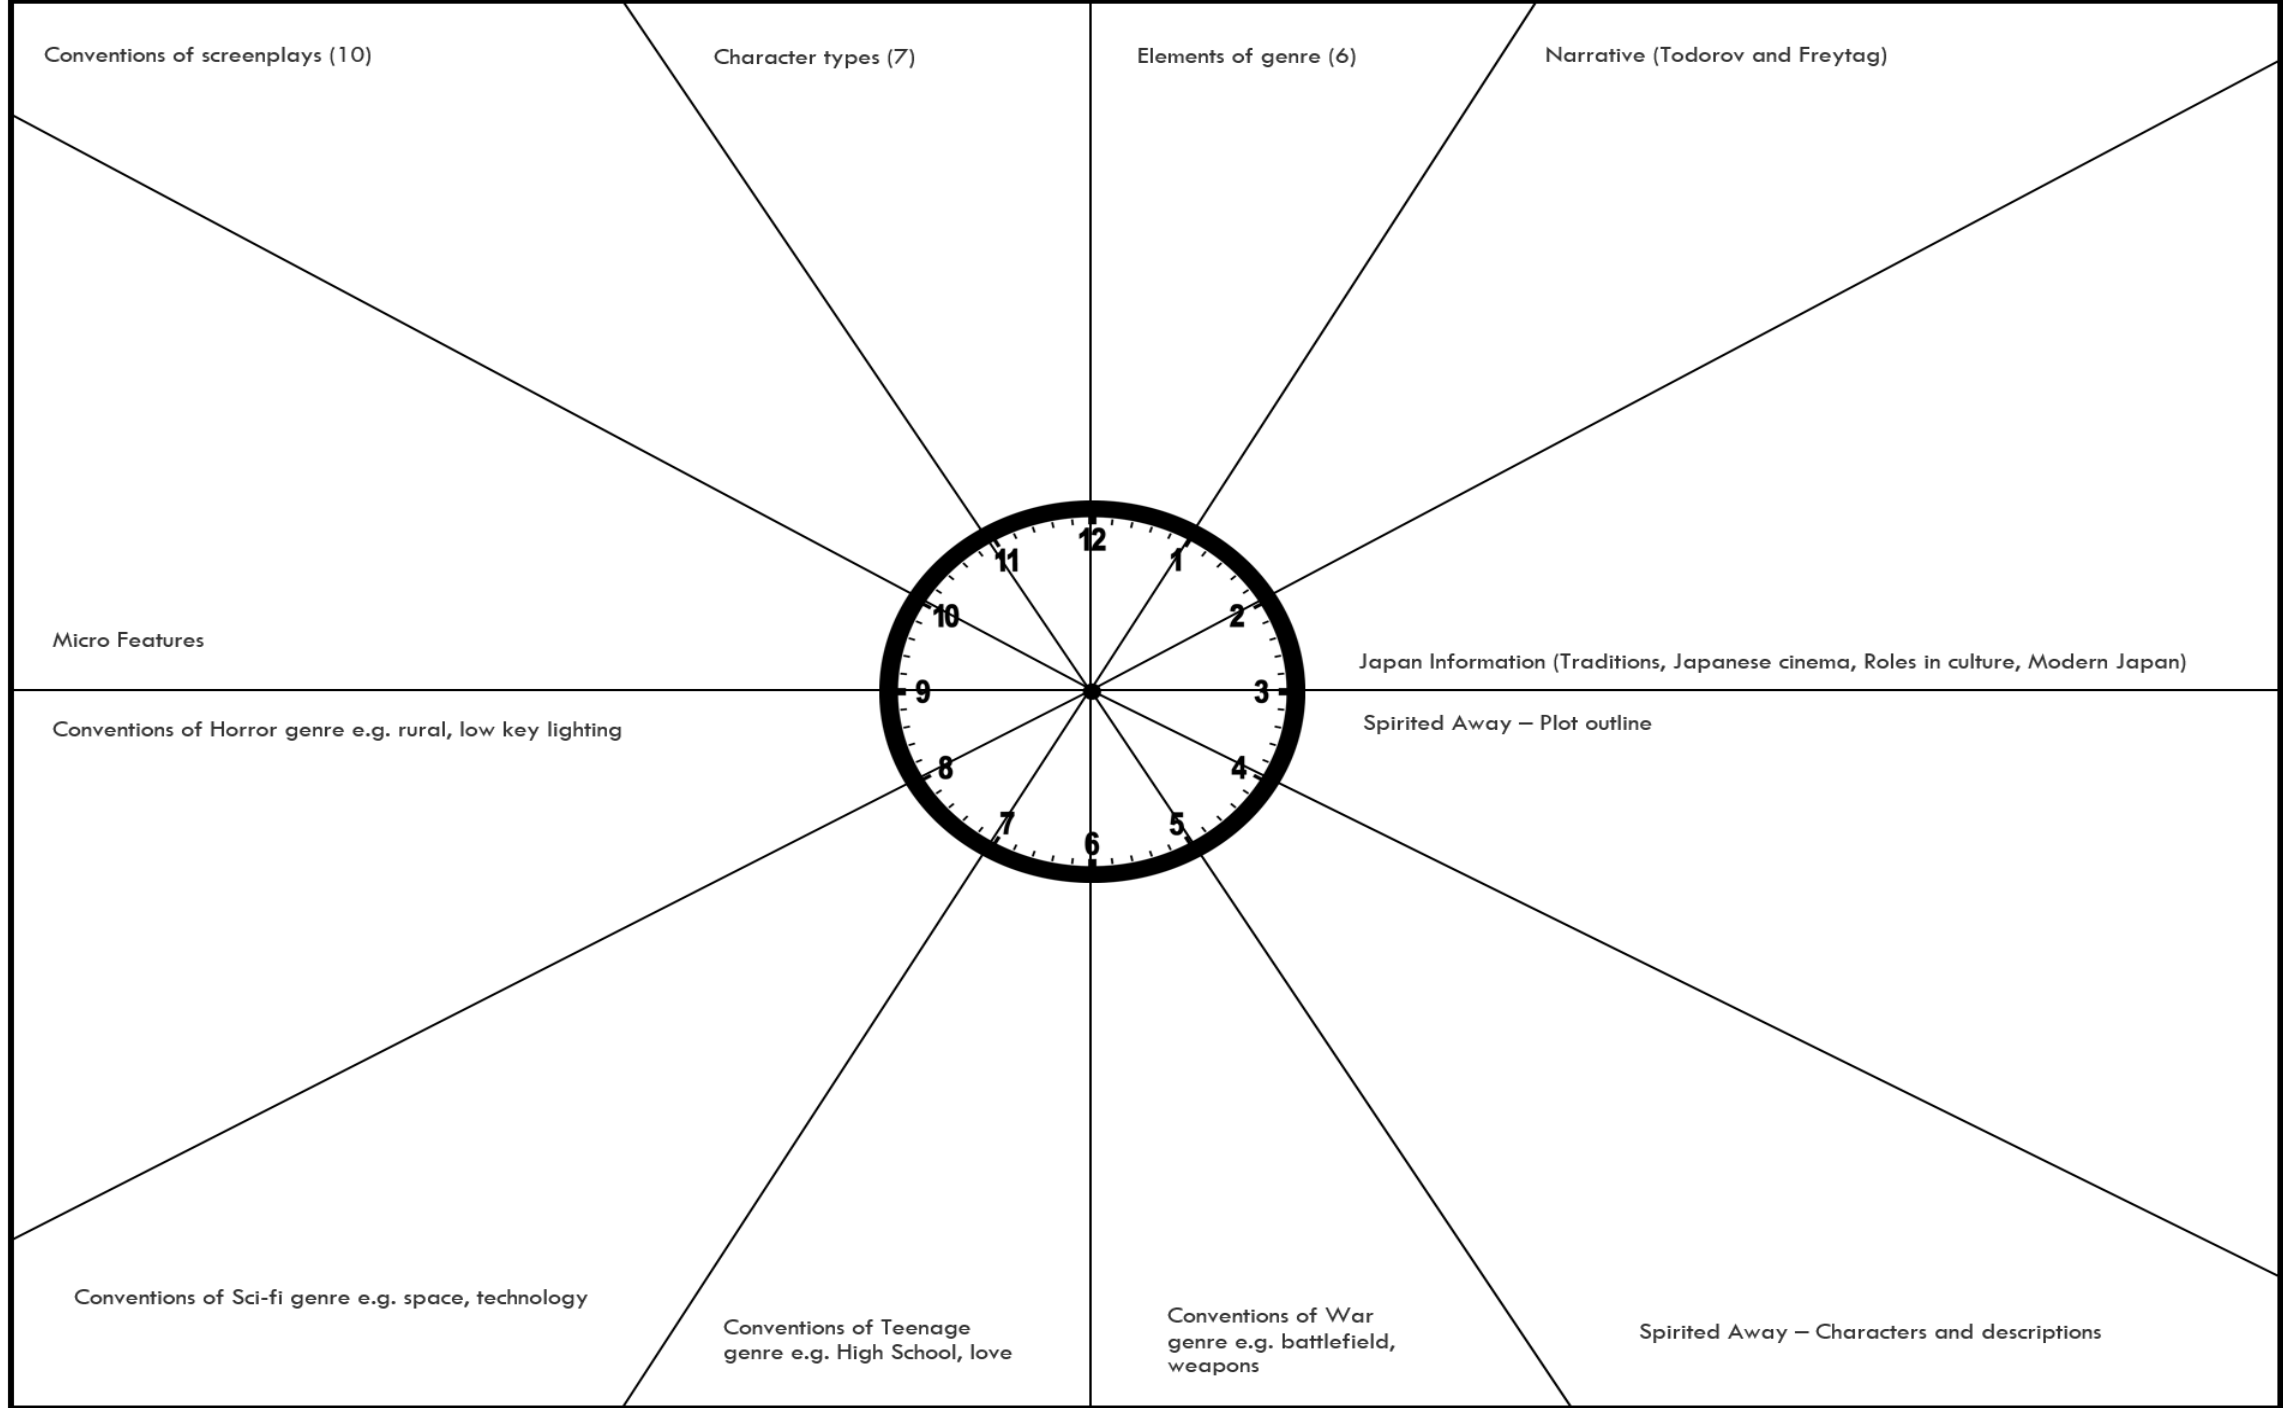 Conventions of screenplays (10)
Character types (7)
Elements of genre (6)
Narrative (Todorov and Freytag)
12
11
1
10
2
Micro Features
Japan Information (Traditions, Japanese cinema, Roles in culture, Modern Japan)
9
3
Conventions of Horror genre e.g. rural, low key lighting
Spirited Away – Plot outline
8
4
7
5
6
Conventions of Sci-fi genre e.g. space, technology
Conventions of Teenage
genre e.g. High School, love
Conventions of War
genre e.g. battlefield,
weapons
Spirited Away – Characters and descriptions